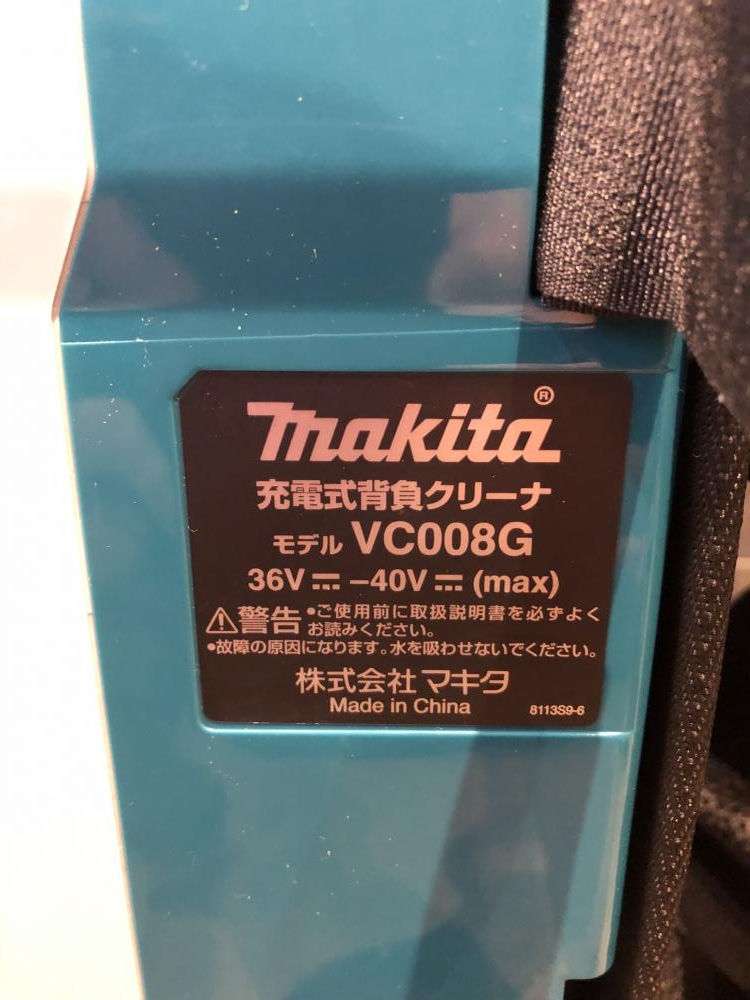 makita®
充電式背負クリーナ
モデル VC008G
36V⎓–40V⎓(max)
⚠警告 •ご使用前に取扱説明書を必ずよく
お読みください。
•故障の原因になります。水を吸わせないでください。
株式会社マキタ
Made in China 8113S9-6